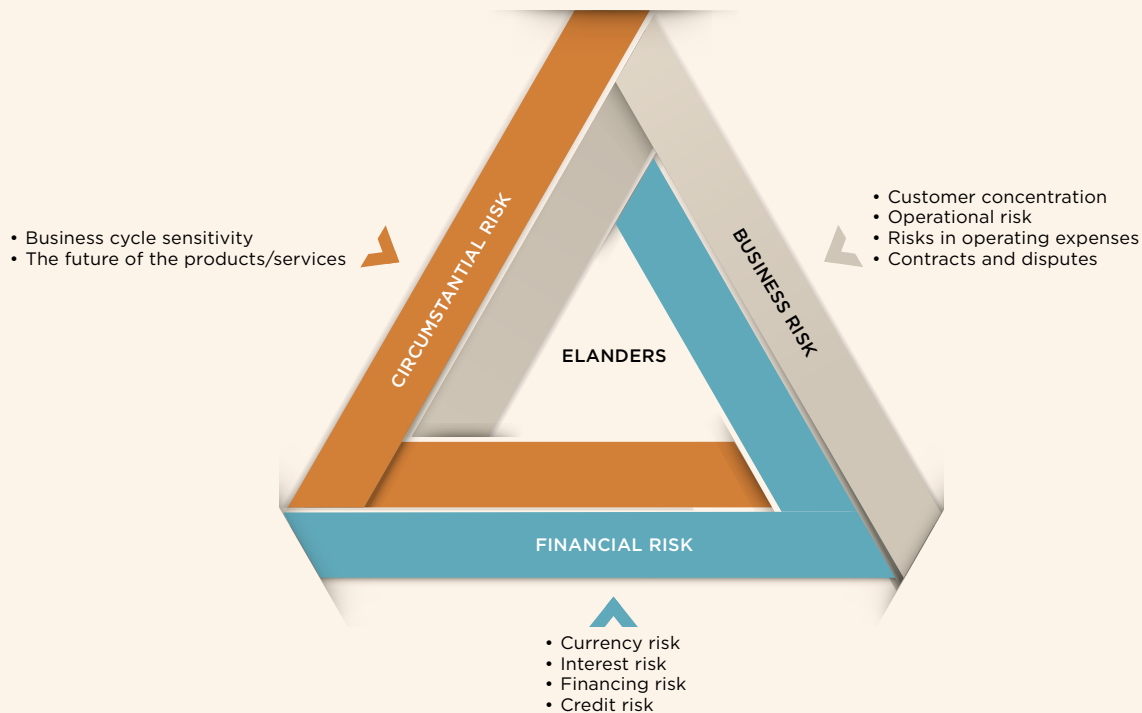 • Business cycle sensitivity
• The future of the products/services
CIRCUMSTANTIAL RISK
ELANDERS
BUSINESS RISK
• Customer concentration
• Operational risk
• Risks in operating expenses
• Contracts and disputes
FINANCIAL RISK
• Currency risk
• Interest risk
• Financing risk
• Credit risk